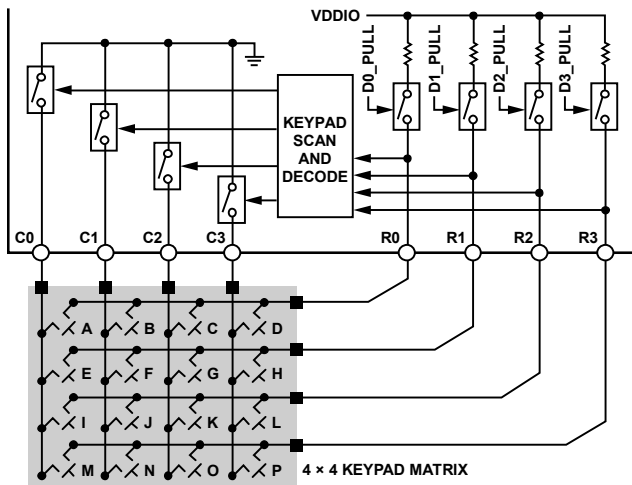 VDDIO
D0_PULL
D1_PULL
D2_PULL
D3_PULL
KEYPAD
SCAN
AND
DECODE
C0 C1 C2 C3 R0 R1 R2 R3
A B C D
E F G H
I J K L
M N O P
4 × 4 KEYPAD MATRIX